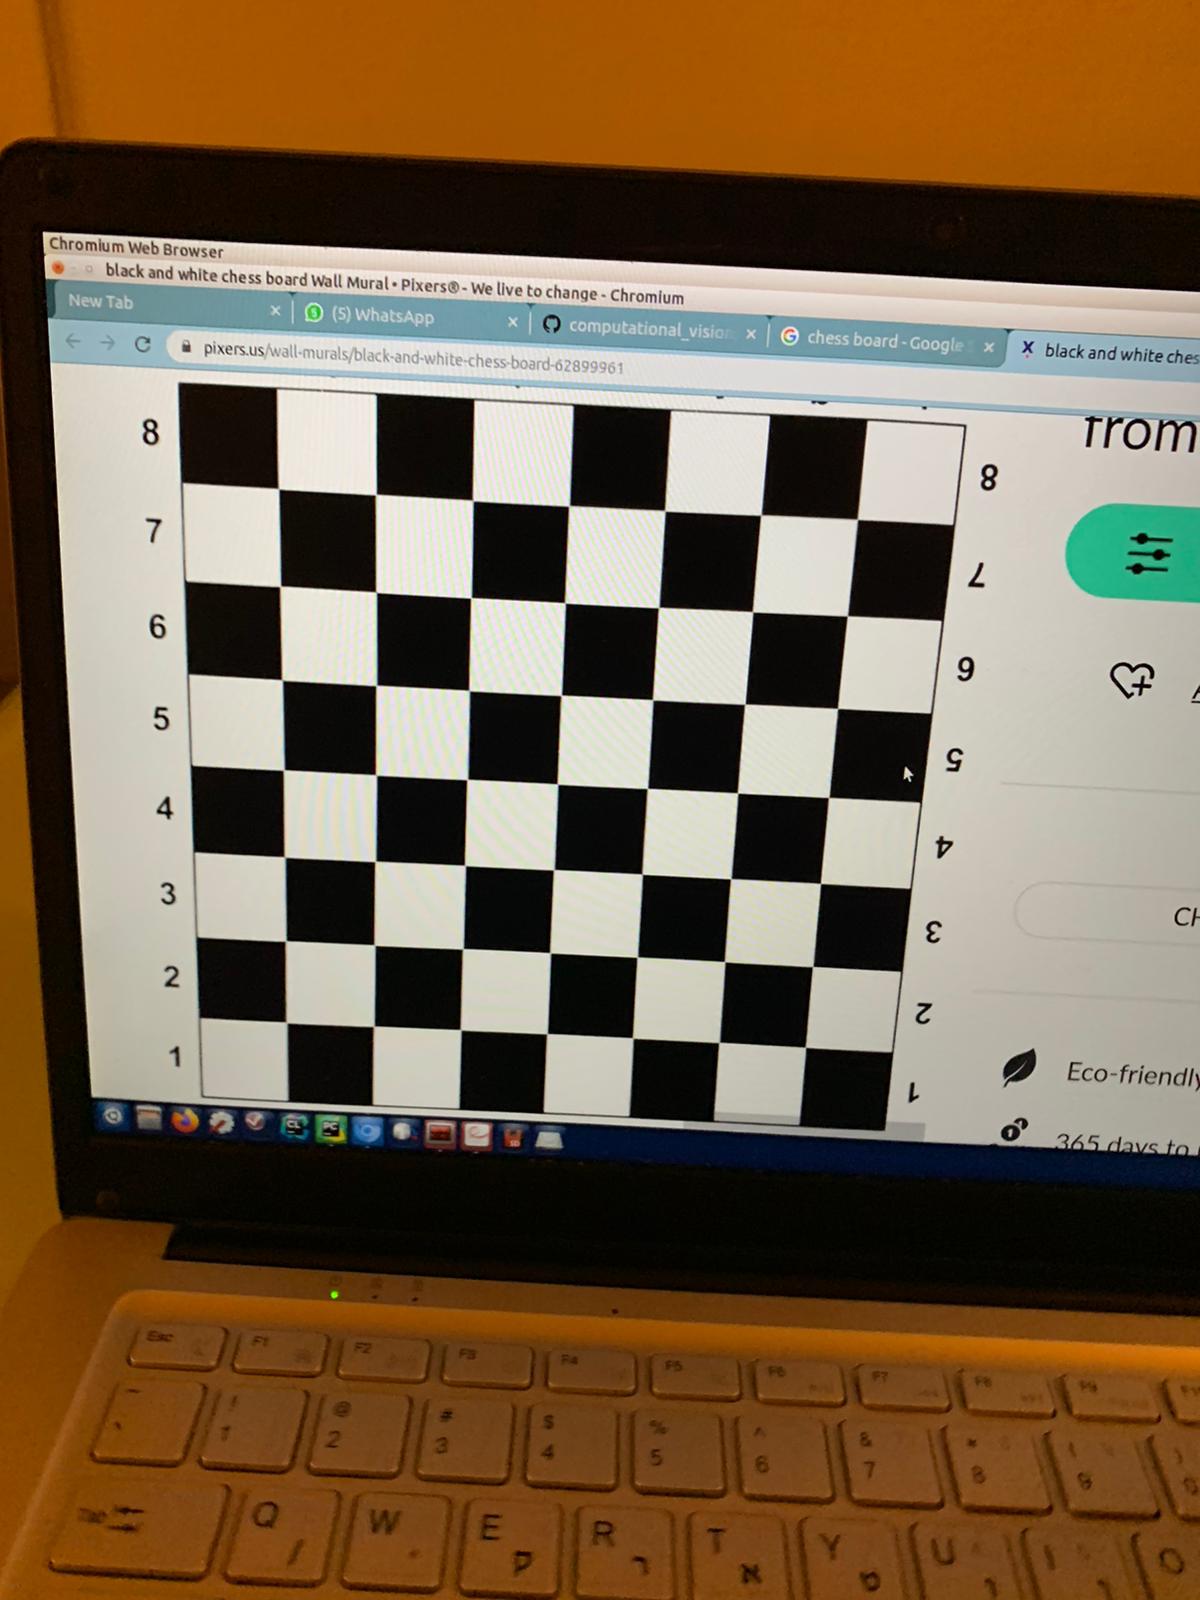 Chromium Web Browser
black and white chess board Wall Mural • Pixers® - We live to change - Chromium
New Tab
(5) WhatsApp
computational_vision
chess board - Google
X black and white ches
pixers.us/wall-murals/black-and-white-chess-board-62899961
from
8 8
7 7
6 6
5 5
4 4
3 3
CH
2 2
1 1
Eco-friendly
365 days to
CL PC
Esc F1 F2 F3 F4 F5 F6 F7 F8 F9
! @ # $ % ^ & * (
1 2 3 4 5 6 7 8 9
Tab Q W E R T Y U I O
/ ק ר א ט